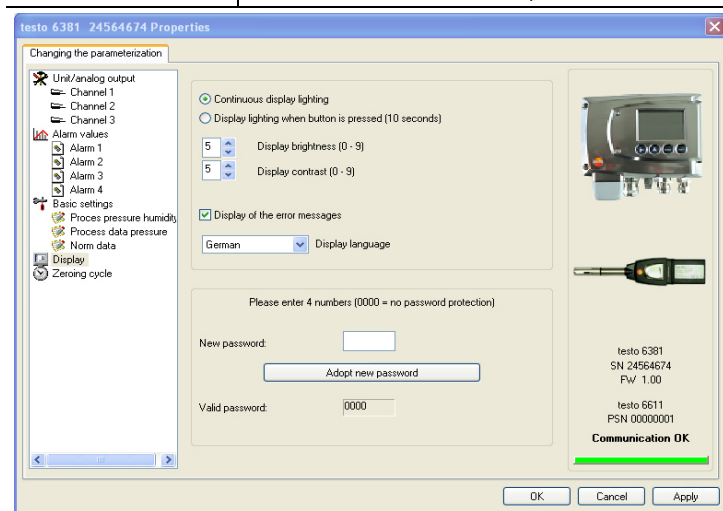 testo 6381 24564674 Properties
Changing the parameterization
Unit/analog output
Channel 1
Channel 2
Channel 3
Alarm values
Alarm 1
Alarm 2
Alarm 3
Alarm 4
Basic settings
Proces pressure humidity
Process data pressure
Norm data
Display
Zeroing cycle
Continuous display lighting
Display lighting when button is pressed (10 seconds)
5 Display brightness (0 - 9)
5 Display contrast (0 - 9)
Display of the error messages
German Display language
Please enter 4 numbers (0000 = no password protection)
New password:
Adopt new password
Valid password: 0000
testo 6381
SN 24564674
FW 1.00
testo 6611
PSN 00000001
Communication OK
OK Cancel Apply